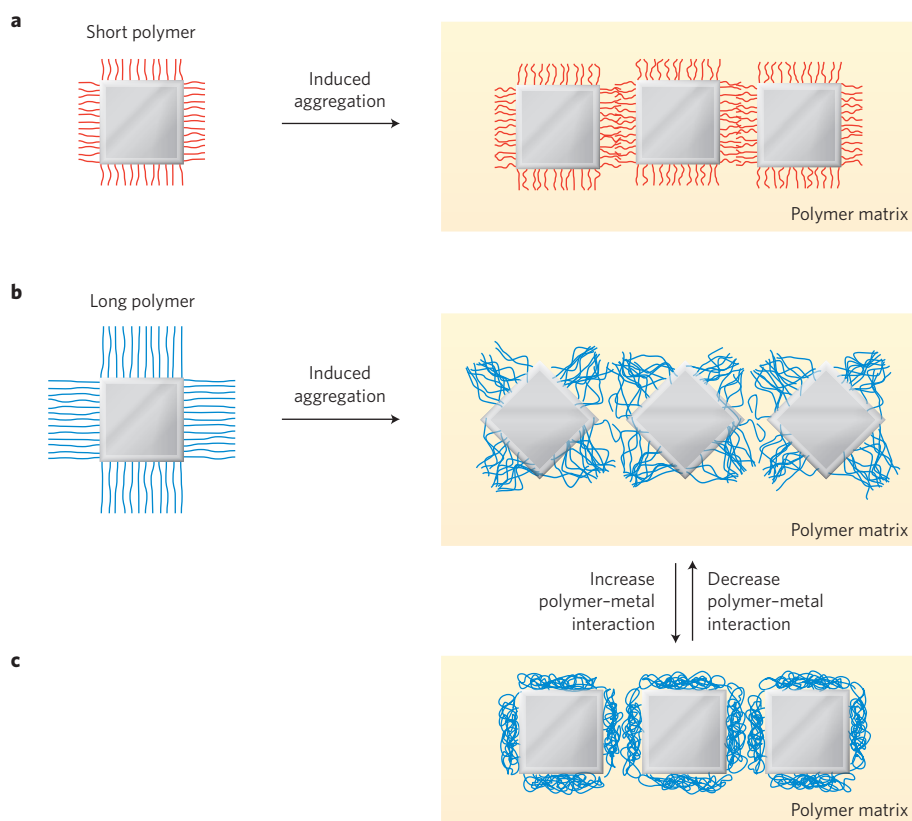 a
Short polymer
Induced
aggregation
Polymer matrix
b
Long polymer
Induced
aggregation
Polymer matrix
Increase
polymer–metal
interaction
Decrease
polymer–metal
interaction
c
Polymer matrix